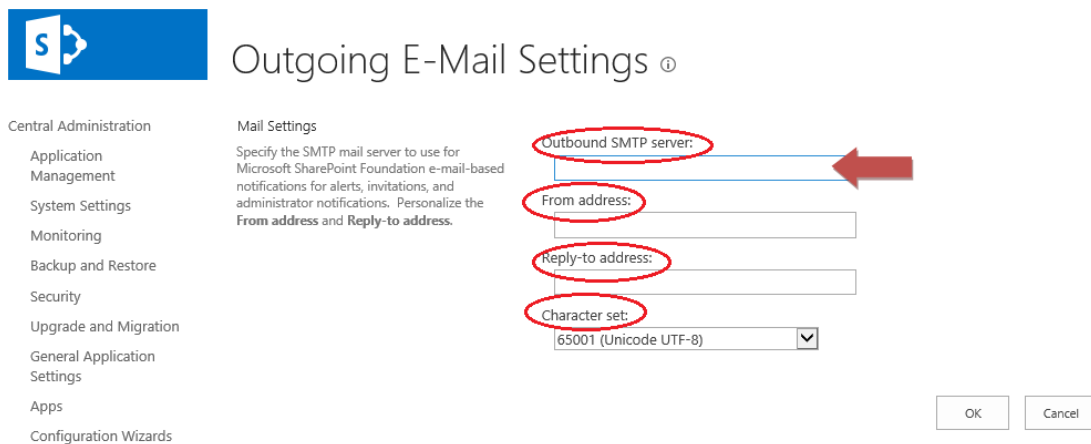 S
Outgoing E-Mail Settings
Central Administration
Application
Management
System Settings
Monitoring
Backup and Restore
Security
Upgrade and Migration
General Application
Settings
Apps
Configuration Wizards
Mail Settings
Specify the SMTP mail server to use for
Microsoft SharePoint Foundation e-mail-based
notifications for alerts, invitations, and
administrator notifications. Personalize the
From address and Reply-to address.
Outbound SMTP server:
From address:
Reply-to address:
Character set:
65001 (Unicode UTF-8)
OK
Cancel